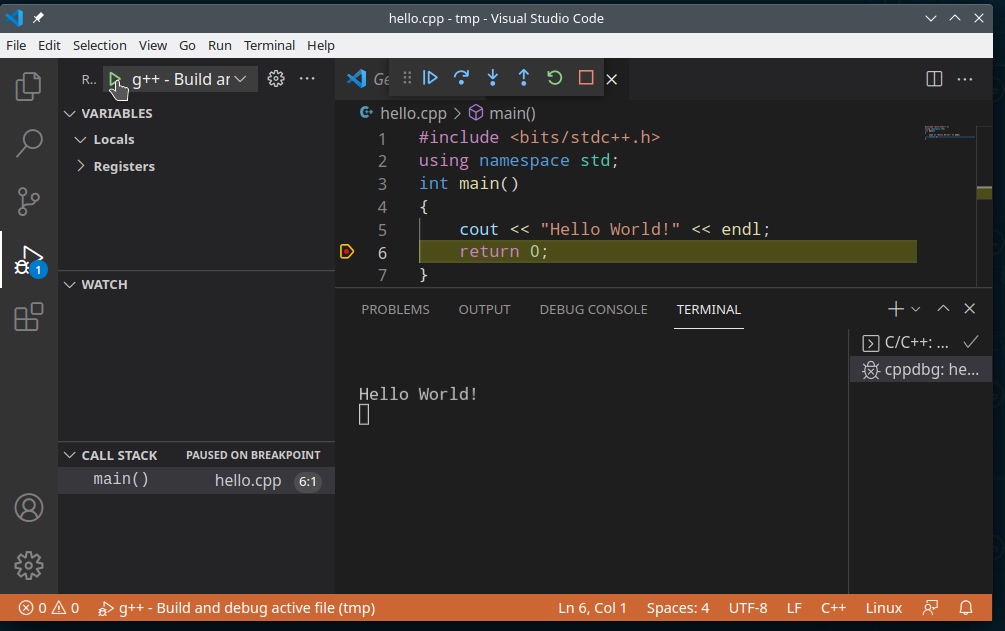 hello.cpp - tmp - Visual Studio Code
File Edit Selection View Go Run Terminal Help
R.. g++ - Build ar
Ge
VARIABLES
Locals
Registers
hello.cpp > main()
1 #include <bits/stdc++.h>
2 using namespace std;
3 int main()
4 {
5 cout << "Hello World!" << endl;
6 return 0;
7 }
1
WATCH
PROBLEMS OUTPUT DEBUG CONSOLE TERMINAL
C/C++: ...
cppdbg: he...
Hello World!
CALL STACK PAUSED ON BREAKPOINT
main() hello.cpp 6:1
0 0 g++ - Build and debug active file (tmp) Ln 6, Col 1 Spaces: 4 UTF-8 LF C++ Linux